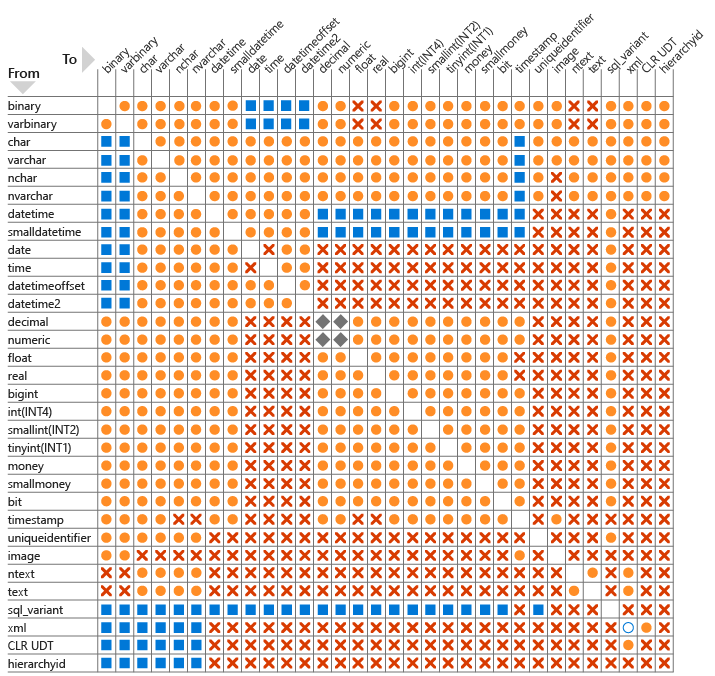 To
binary
varbinary
char
varchar
nchar
nvarchar
datetime
smalldatetime
date
time
datetimeoffset
datetime2
decimal
numeric
float
real
bigint
int(INT4)
smallint(INT2)
tinyint(INT1)
money
smallmoney
bit
timestamp
uniqueidentifier
image
ntext
text
sql_variant
xml
CLR UDT
hierarchyid
From
binary
varbinary
char
varchar
nchar
nvarchar
datetime
smalldatetime
date
time
datetimeoffset
datetime2
decimal
numeric
float
real
bigint
int(INT4)
smallint(INT2)
tinyint(INT1)
money
smallmoney
bit
timestamp
uniqueidentifier
image
ntext
text
sql_variant
xml
CLR UDT
hierarchyid